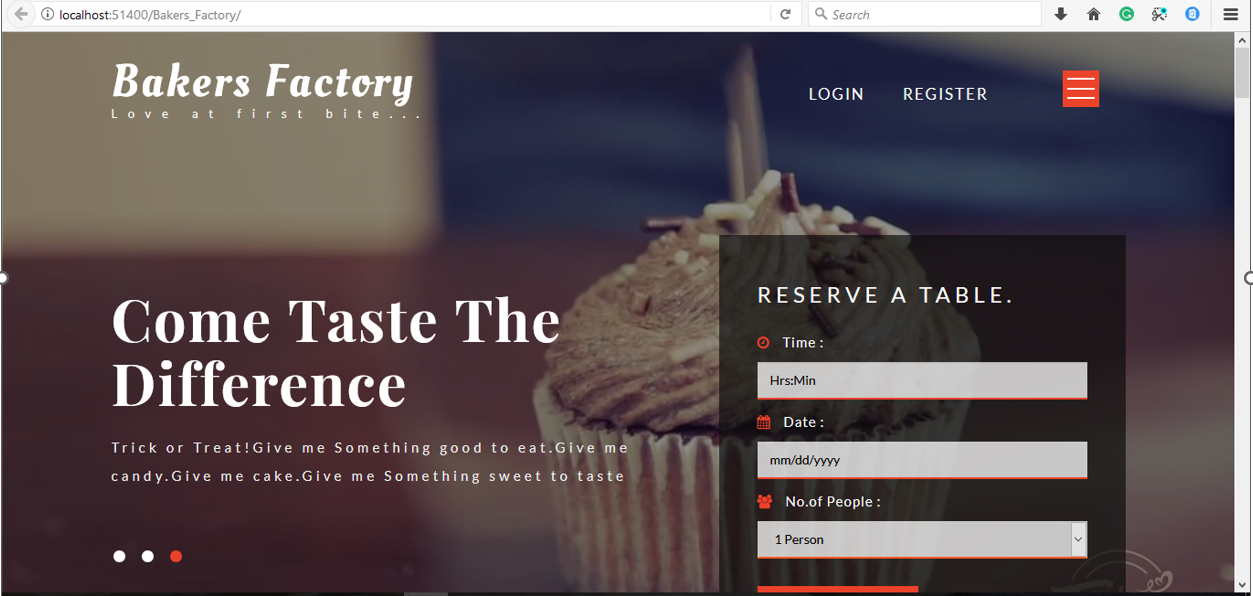 localhost:51400/Bakers_Factory/
Search
Bakers Factory
Love at first bite...
LOGIN
REGISTER
Come Taste The
Difference
Trick or Treat!Give me Something good to eat.Give me
candy.Give me cake.Give me Something sweet to taste
RESERVE A TABLE.
Time :
Hrs:Min
Date :
mm/dd/yyyy
No.of People :
1 Person